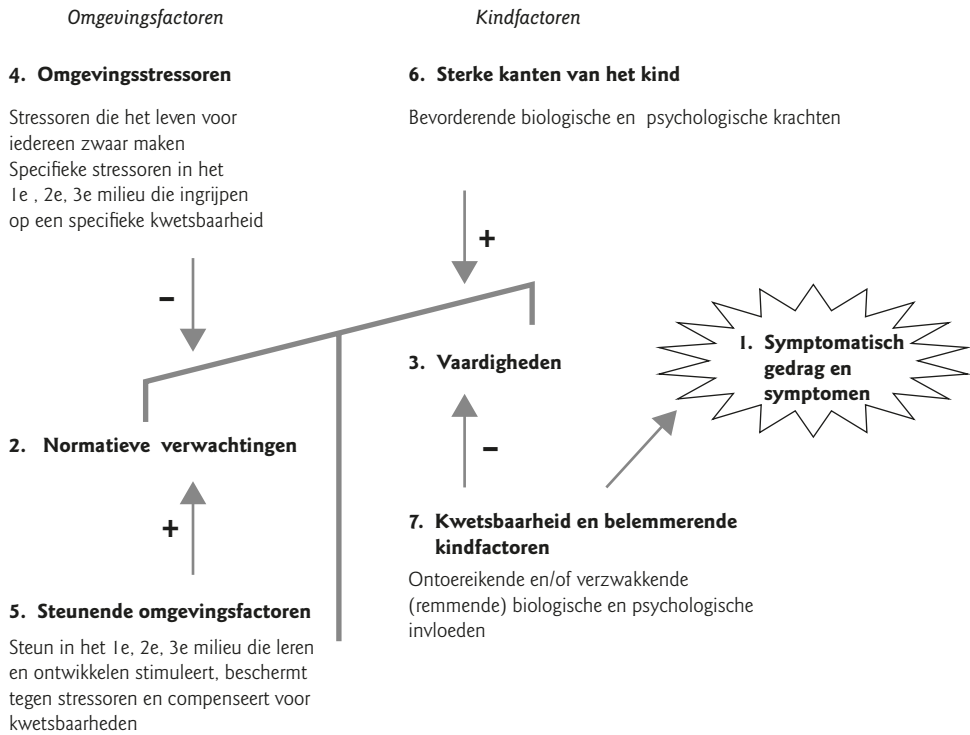 Omgevingsfactoren
Kindfactoren
4. Omgevingsstressoren
Stressoren die het leven voor
iedereen zwaar maken
Specifieke stressoren in het
1e , 2e, 3e milieu die ingrijpen
op een specifieke kwetsbaarheid
–
6. Sterke kanten van het kind
Bevorderende biologische en psychologische krachten
+
1. Symptomatisch
gedrag en
symptomen
3. Vaardigheden
2. Normatieve verwachtingen
–
+
7. Kwetsbaarheid en belemmerende
kindfactoren
Ontoereikende en/of verzwakkende
(remmende) biologische en psychologische
invloeden
5. Steunende omgevingsfactoren
Steun in het 1e, 2e, 3e milieu die leren
en ontwikkelen stimuleert, beschermt
tegen stressoren en compenseert voor
kwetsbaarheden